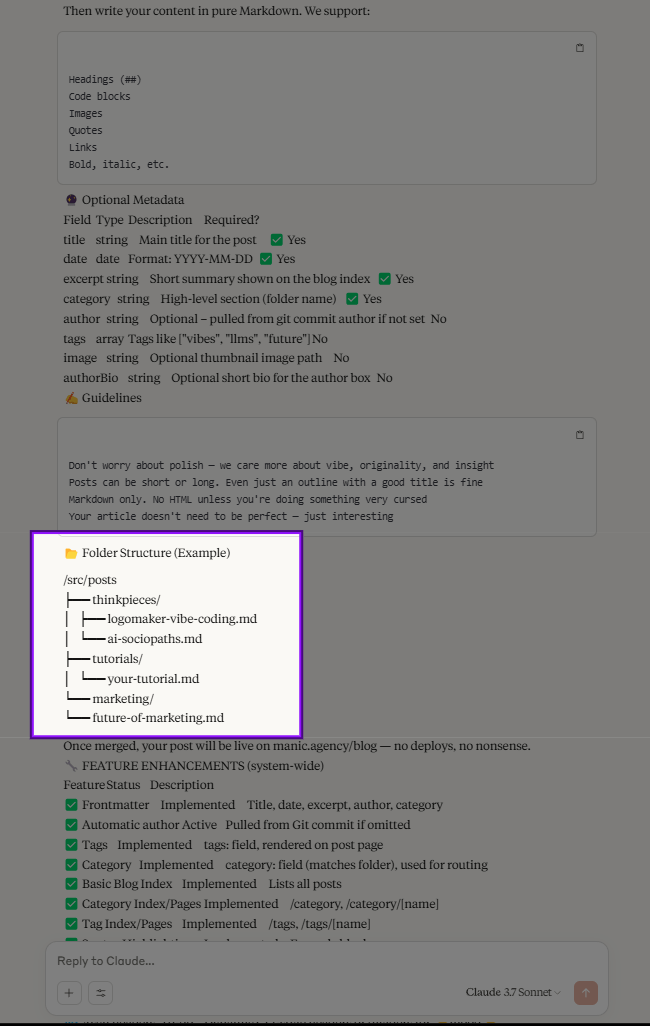 Then write your content in pure Markdown. We support:
Headings (##)
Code blocks
Images
Quotes
Links
Bold, italic, etc.
🔮 Optional Metadata
Field Type Description Required?
title string Main title for the post ✅ Yes
date date Format: YYYY-MM-DD ✅ Yes
excerpt string Short summary shown on the blog index ✅ Yes
category string High-level section (folder name) ✅ Yes
author string Optional – pulled from git commit author if not set No
tags array Tags like ["vibes", "llms", "future"] No
image string Optional thumbnail image path No
authorBio string Optional short bio for the author box No
✍️ Guidelines
Don't worry about polish — we care more about vibe, originality, and insight
Posts can be short or long. Even just an outline with a good title is fine
Markdown only. No HTML unless you're doing something very cursed
Your article doesn't need to be perfect — just interesting
📂 Folder Structure (Example)
/src/posts
├── thinkpieces/
│ ├── logomaker-vibe-coding.md
│ └── ai-sociopaths.md
├── tutorials/
│ └── your-tutorial.md
└── marketing/
└── future-of-marketing.md
Once merged, your post will be live on manic.agency/blog — no deploys, no nonsense.
🔧 FEATURE ENHANCEMENTS (system-wide)
Feature Status Description
✅ Frontmatter Implemented Title, date, excerpt, author, category
✅ Automatic author Active Pulled from Git commit if omitted
✅ Tags Implemented tags: field, rendered on post page
✅ Category Implemented category: field (matches folder), used for routing
✅ Basic Blog Index Implemented Lists all posts
✅ Category Index/Pages Implemented /category, /category/[name]
✅ Tag Index/Pages Implemented /tags, /tags/[name]
Reply to Claude...
Claude 3.7 Sonnet